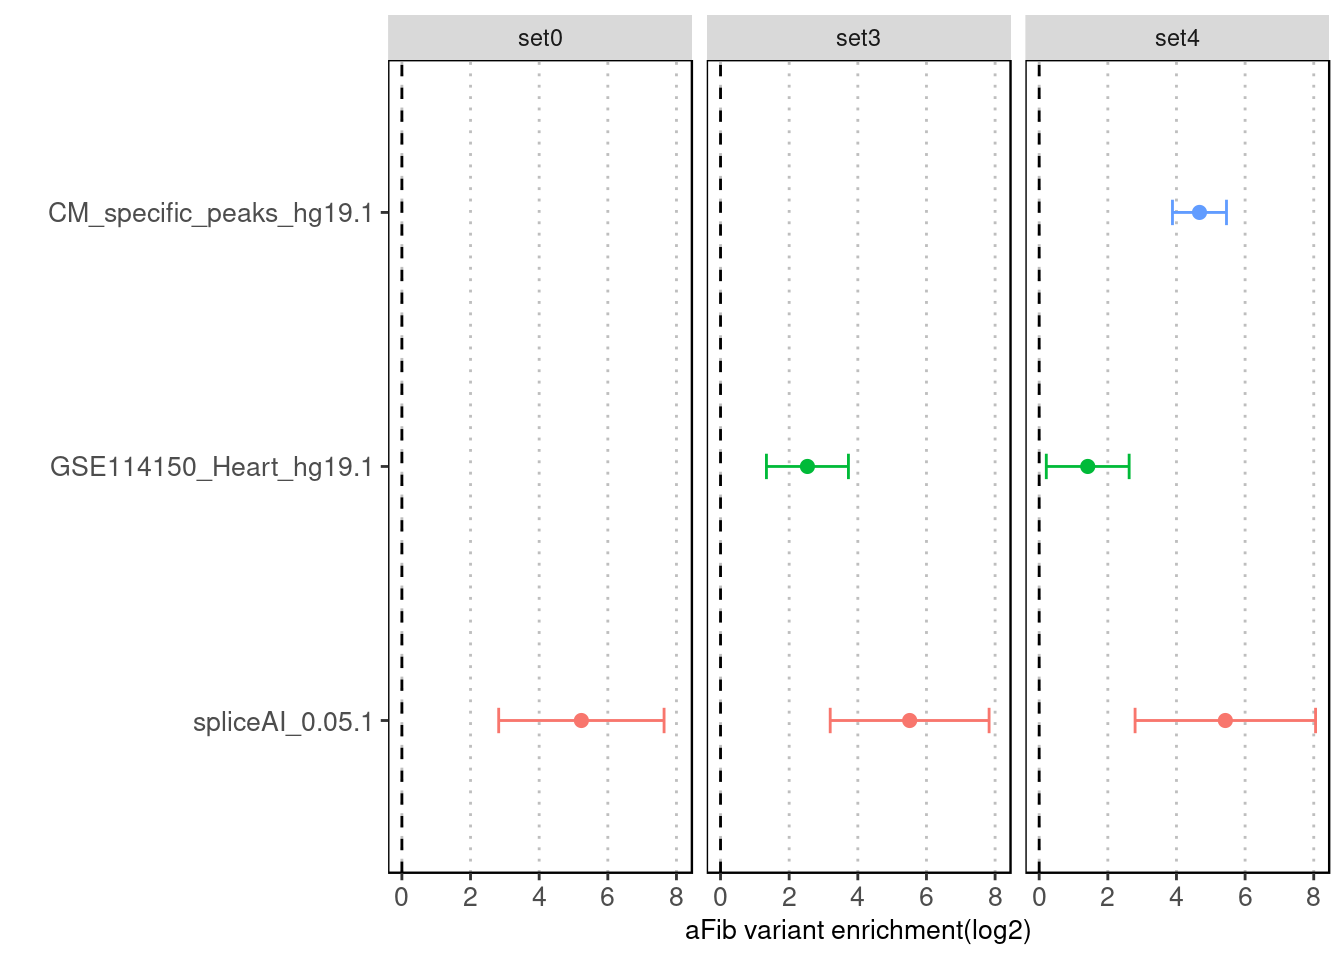 set0 set3 set4
CM_specific_peaks_hg19.1
GSE114150_Heart_hg19.1
spliceAI_0.05.1
0 2 4 6 8 0 2 4 6 8 0 2 4 6 8
aFib variant enrichment(log2)